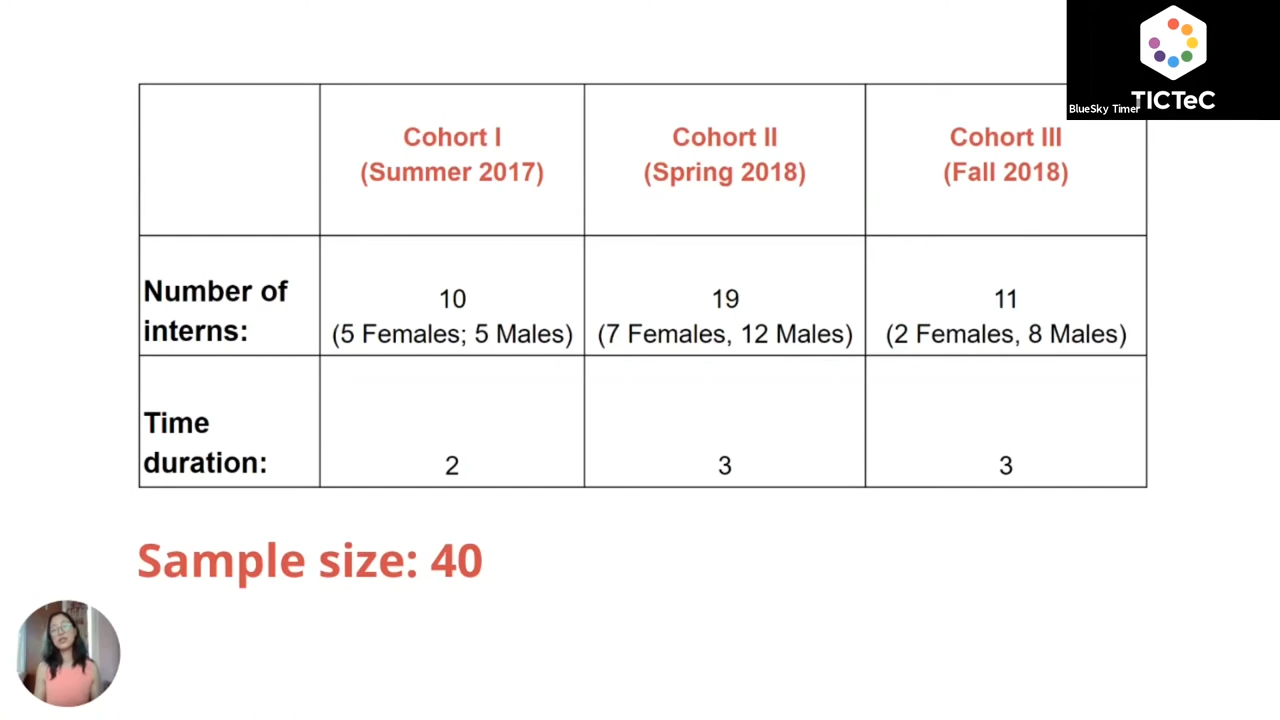 BlueSky Timer
TICTeC
Cohort I
(Summer 2017)
Cohort II
(Spring 2018)
Cohort III
(Fall 2018)
Number of
interns:
10
(5 Females; 5 Males)
19
(7 Females, 12 Males)
11
(2 Females, 8 Males)
Time
duration:
2
3
3
Sample size: 40